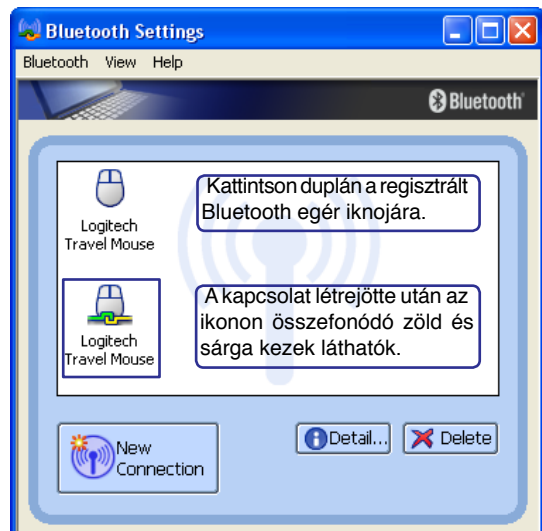 Bluetooth Settings
Bluetooth View Help
Bluetooth
Logitech
Travel Mouse
Kattintson duplán a regisztrált
Bluetooth egér iknojára.
Logitech
Travel Mouse
A kapcsolat létrejötte után az
ikonon összefonódó zöld és
sárga kezek láthatók.
New
Connection
Detail...
Delete